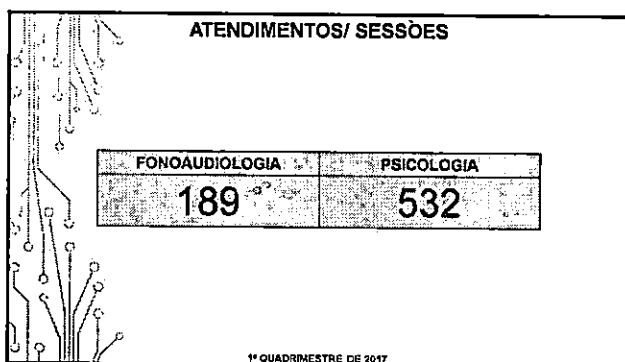 ATENDIMENTOS/ SESSÕES
FONOAUDIOLOGIA PSICOLOGIA
189 532
1º QUADRIMESTRE DE 2017